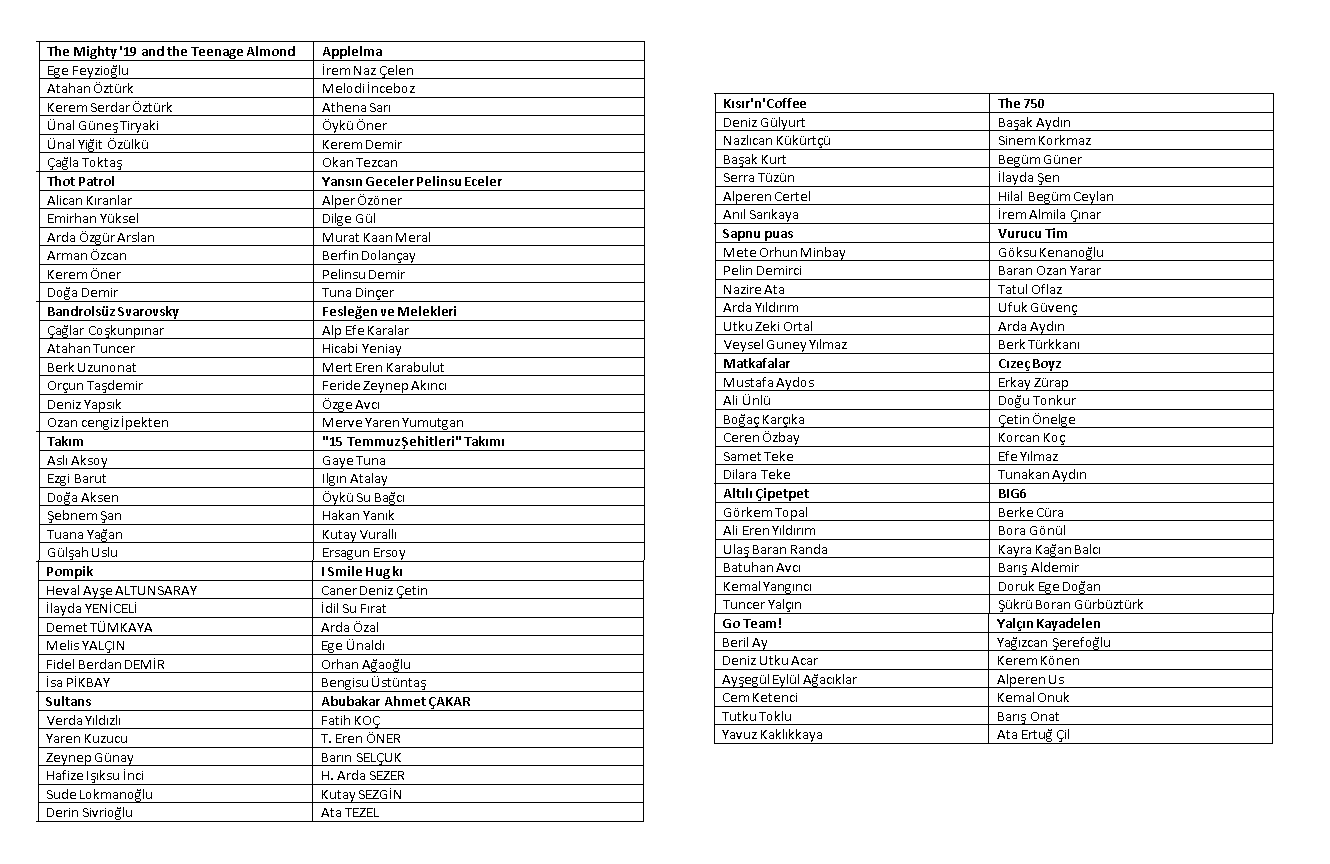 The Mighty '19 and the Teenage Almond	Applelma
Ege Feyzioğlu	İrem Naz Çelen
Atahan Öztürk	Melodi İnceboz
Kerem Serdar Öztürk	Athena Sarı
Ünal Güneş Tiryaki	Öykü Öner
Ünal Yiğit Özülkü	Kerem Demir
Çağla Toktaş	Okan Tezcan
Thot Patrol	Yansın Geceler Pelinsu Eceler
Alican Kıranlar	Alper Özöner
Emirhan Yüksel	Dilge Gül
Arda Özgür Arslan	Murat Kaan Meral
Arman Özcan	Berfin Dolançay
Kerem Öner	Pelinsu Demir
Doğa Demir	Tuna Dinçer
Bandrolsüz Svarovsky	Fesleğen ve Melekleri
Çağlar Coşkunpınar	Alp Efe Karalar
Atahan Tuncer	Hicabi Yeniay
Berk Uzunonat	Mert Eren Karabulut
Orçun Taşdemir	Feride Zeynep Akıncı
Deniz Yapsık	Özge Avcı
Ozan cengiz İpekten	Merve Yaren Yumutgan
Takım	"15 Temmuz Şehitleri" Takımı
Aslı Aksoy	Gaye Tuna
Ezgi Barut	Ilgın Atalay
Doğa Aksen	Öykü Su Bağcı
Şebnem Şan	Hakan Yanık
Tuana Yağan	Kutay Vurallı
Gülşah Uslu	Ersagun Ersoy
Pompik	I Smile Hug kı
Heval Ayşe ALTUNSARAY	Caner Deniz Çetin
İlayda YENİCELİ	İdil Su Fırat
Demet TÜMKAYA	Arda Özal
Melis YALÇIN	Ege Ünaldı
Fidel Berdan DEMİR	Orhan Ağaoğlu
İsa PİKBAY	Bengisu Üstüntaş
Sultans	Abubakar Ahmet ÇAKAR
Verda Yıldızlı	Fatih KOÇ
Yaren Kuzucu	T. Eren ÖNER
Zeynep Günay	Barın SELÇUK
Hafize Işıksu İnci	H. Arda SEZER
Sude Lokmanoğlu	Kutay SEZGİN
Derin Sivrioğlu	Ata TEZEL
Kısır'n'Coffee	The 750
Deniz Gülyurt	Başak Aydın
Nazlıcan Kükürtçü	Sinem Korkmaz
Başak Kurt	Begüm Güner
Serra Tüzün	İlayda Şen
Alperen Certel	Hilal Begüm Ceylan
Anıl Sarıkaya	İrem Almila Çınar
Sapnu puas	Vurucu Tim
Mete Orhun Minbay	Göksu Kenanoğlu
Pelin Demirci	Baran Ozan Yarar
Nazire Ata	Tatul Oflaz
Arda Yıldırım	Ufuk Güvenç
Utku Zeki Ortal	Arda Aydın
Veysel Guney Yılmaz	Berk Türkkanı
Matkafalar	Cızeç Boyz
Mustafa Aydos	Erkay Zürap
Ali Ünlü	Doğu Tonkur
Boğaç Karçıka	Çetin Önelge
Ceren Özbay	Korcan Koç
Samet Teke	Efe Yılmaz
Dilara Teke	Tunakan Aydın
Altılı Çipetpet	BIG6
Görkem Topal	Berke Cüra
Ali Eren Yıldırım	Bora Gönül
Ulaş Baran Randa	Kayra Kağan Balcı
Batuhan Avcı	Barış Aldemir
Kemal Yangıncı	Doruk Ege Doğan
Tuncer Yalçın	Şükrü Boran Gürbüztürk
Go Team!	Yalçın Kayadelen
Beril Ay	Yağızcan Şerefoğlu
Deniz Utku Acar	Kerem Könen
Ayşegül Eylül Ağacıklar	Alperen Us
Cem Ketenci	Kemal Onuk
Tutku Toklu	Barış Onat
Yavuz Kaklıkkaya	Ata Ertuğ Çil